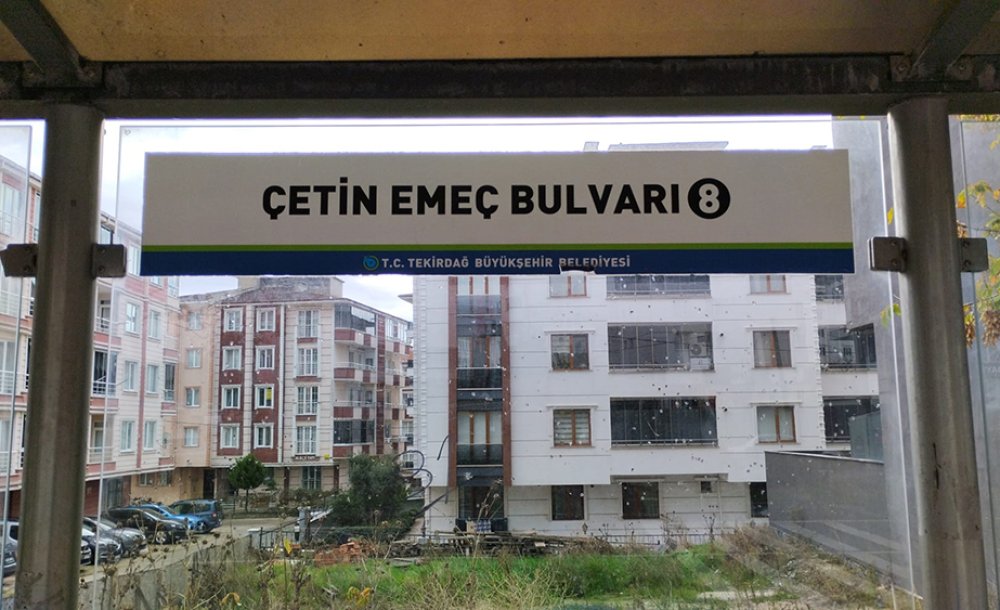 ÇETİN EMEÇ BULVARI 8
T.C. TEKİRDAĞ BÜYÜKŞEHİR BELEDİYESİ